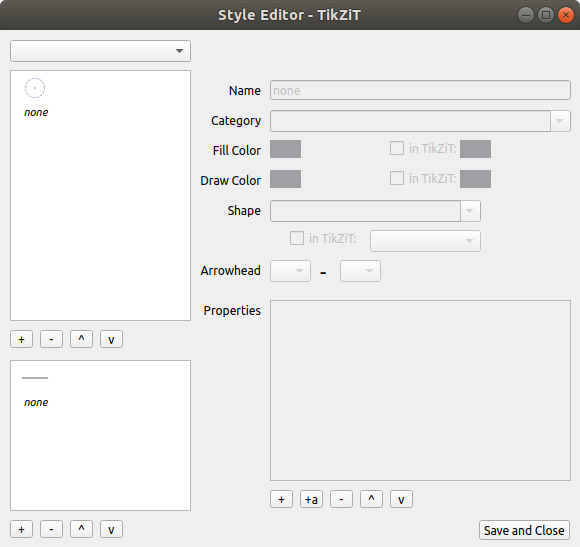 Style Editor - TikZiT
none
+ - ^ v
none
+ - ^ v
Name none
Category
Fill Color in TikZiT:
Draw Color in TikZiT:
Shape
in TikZiT:
Arrowhead -
Properties
+ +a - ^ v
Save and Close